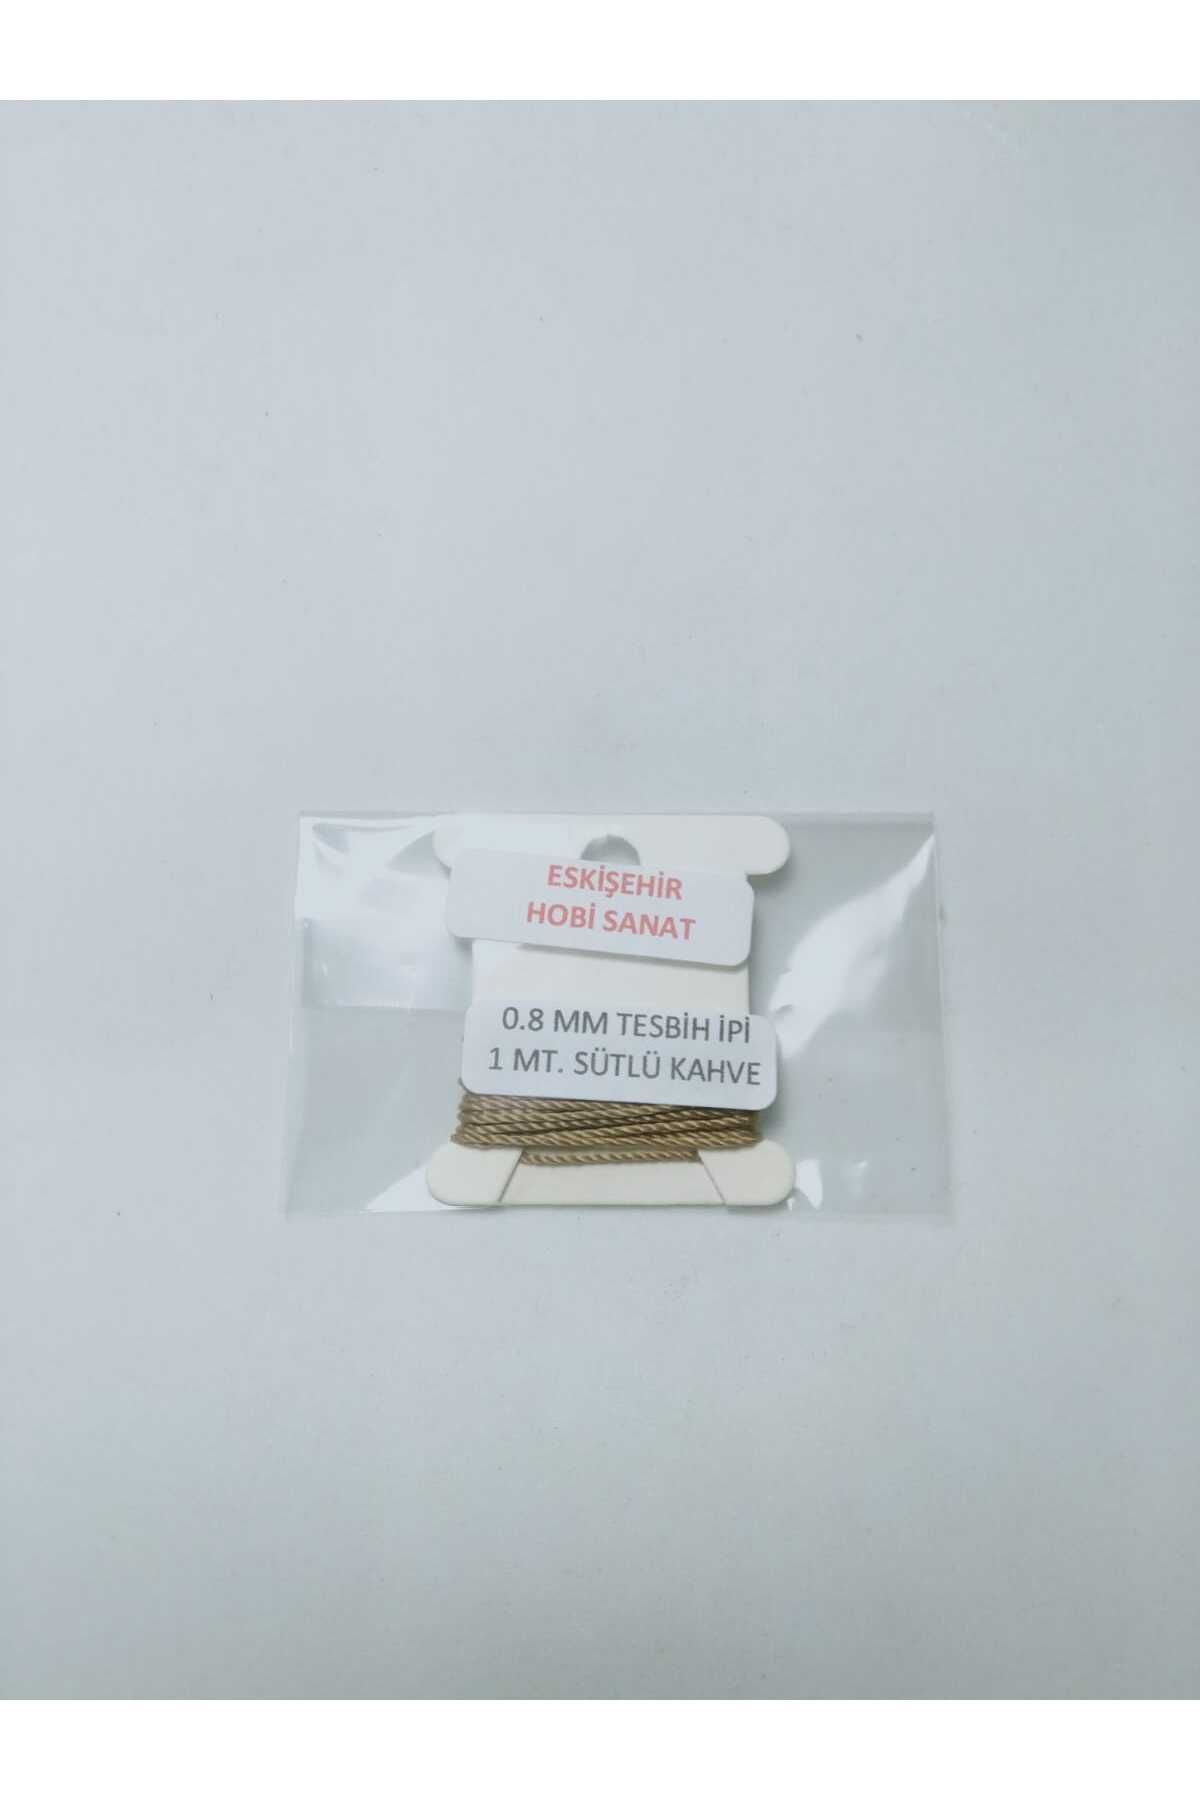 ESKİŞEHİR
HOBİ SANAT
0.8 MM TESBİH İPİ
1 MT. SÜTLÜ KAHVE